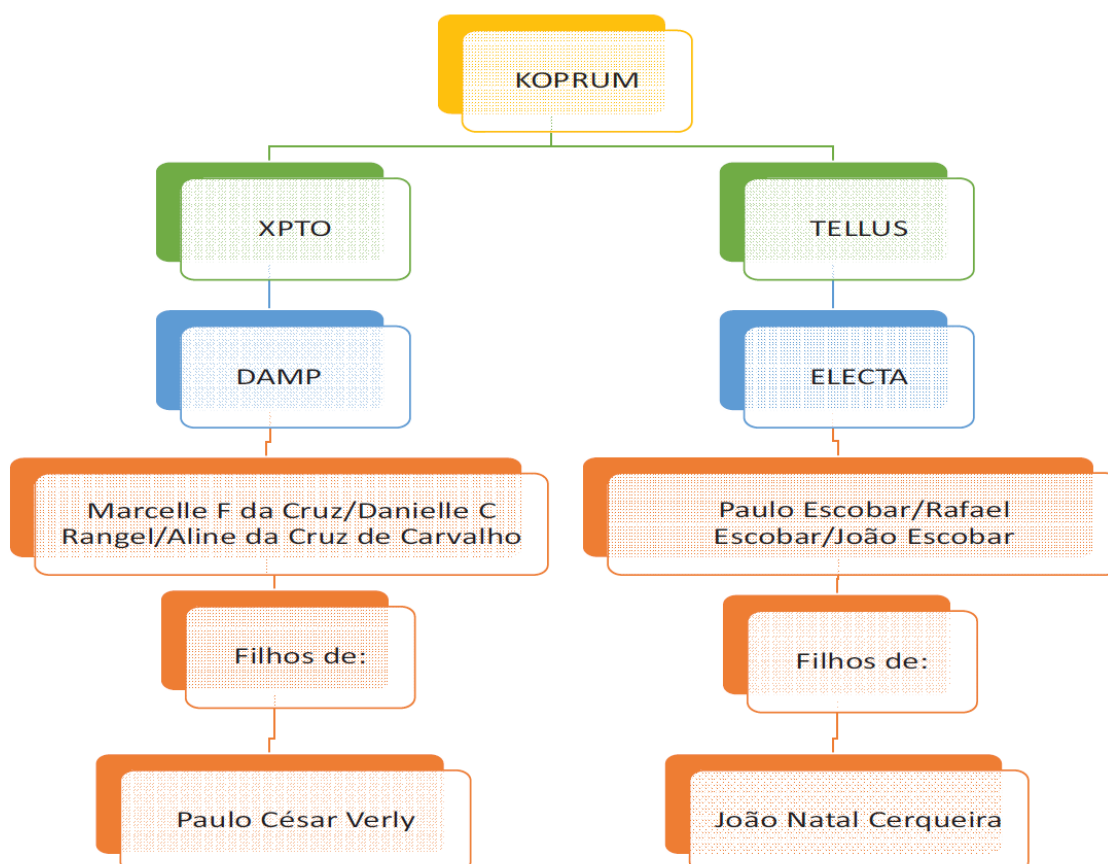 KOPRUM
XPTO
TELLUS
DAMP
ELECTA
Marcelle F da Cruz/Danielle C
Rangel/Aline da Cruz de Carvalho
Paulo Escobar/Rafael
Escobar/João Escobar
Filhos de:
Filhos de:
Paulo César Verly
João Natal Cerqueira